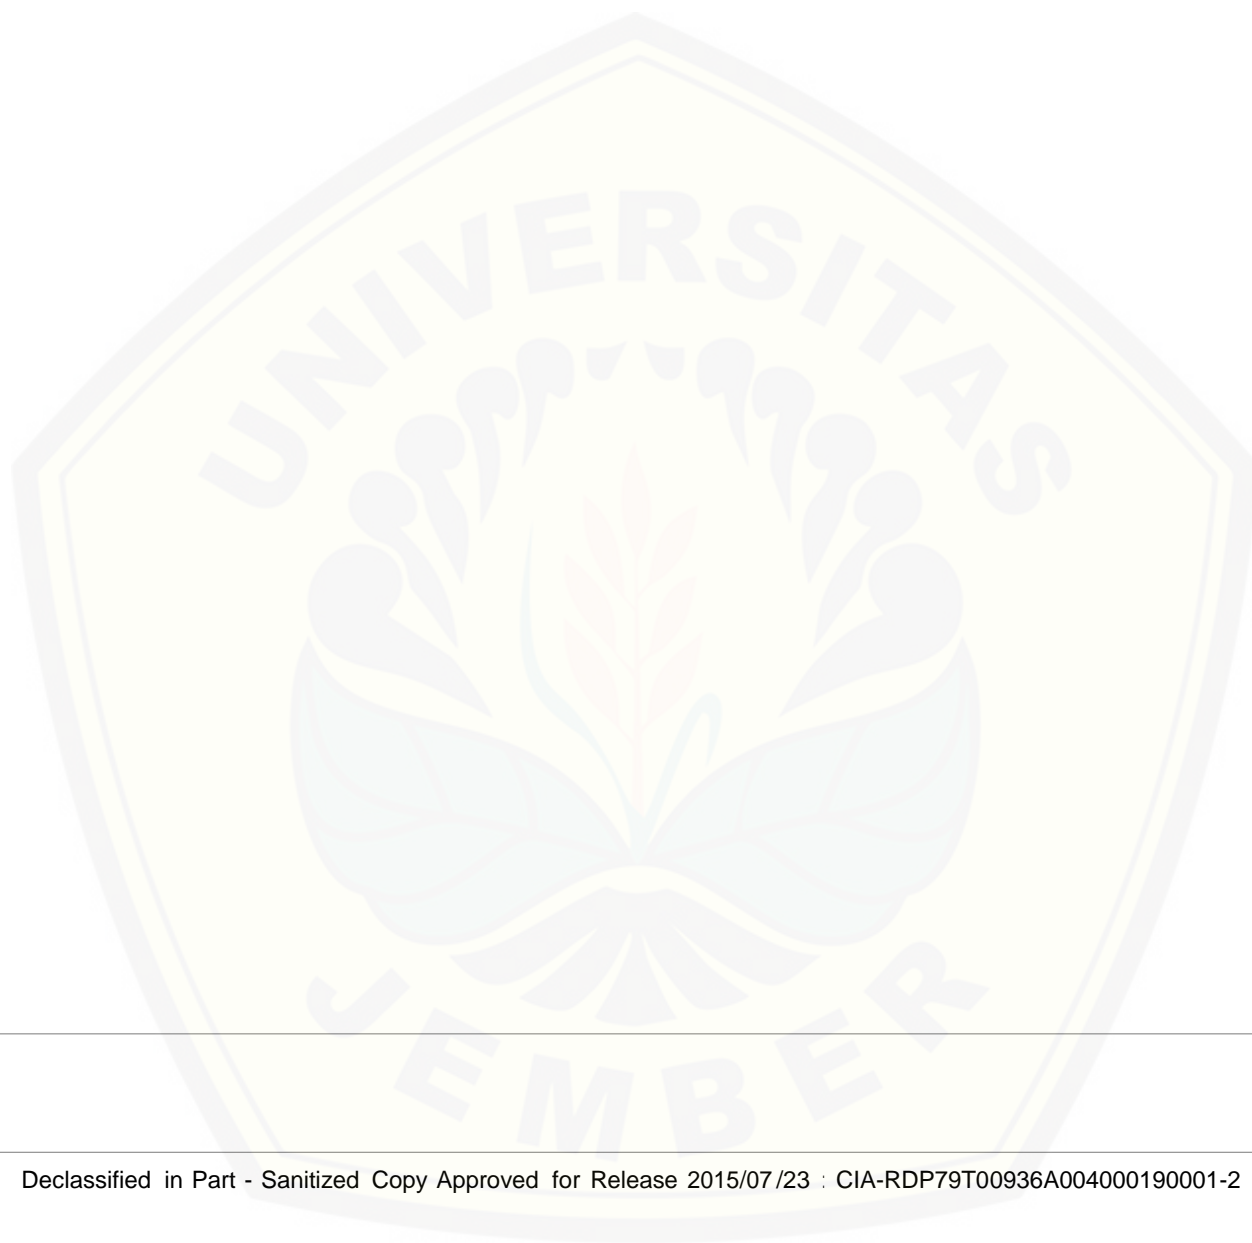 UNIVERSITAS
JEMBER
Declassified in Part - Sanitized Copy Approved for Release 2015/07/23 : CIA-RDP79T00936A004000190001-2